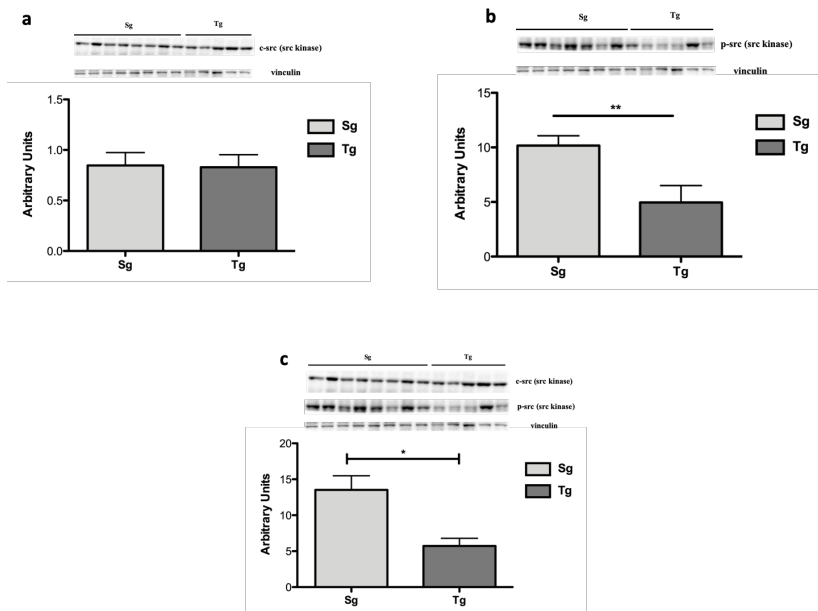 a
Sg Tg
c-src (src kinase)
vinculin
Arbitrary Units
1.5
1.0
0.5
0.0
Sg
Tg
Sg Tg
b
Sg Tg
p-src (src kinase)
vinculin
Arbitrary Units
15
10
5
0
**
Sg
Tg
Sg Tg
c
Sg Tg
c-src (src kinase)
p-src (src kinase)
vinculin
Arbitrary Units
20
15
10
5
0
*
Sg
Tg
Sg Tg